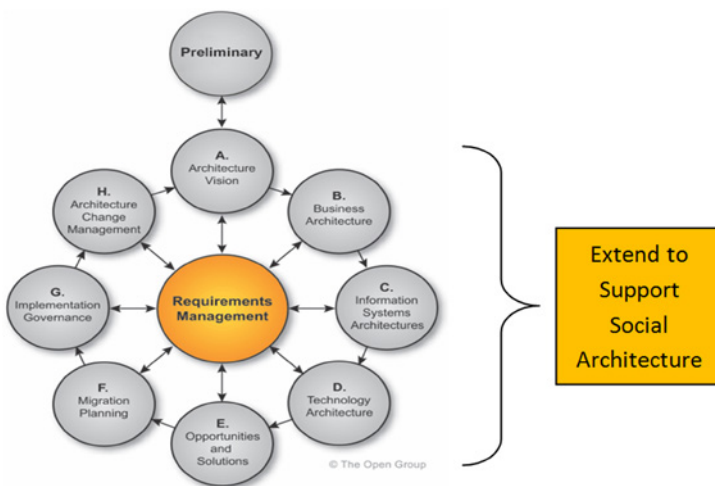 Preliminary
A.
Architecture
Vision
H.
Architecture
Change
Management
B.
Business
Architecture
G.
Implementation
Governance
Requirements
Management
C.
Information
Systems
Architectures
F.
Migration
Planning
D.
Technology
Architecture
E.
Opportunities
and
Solutions
© The Open Group
Extend to
Support
Social
Architecture